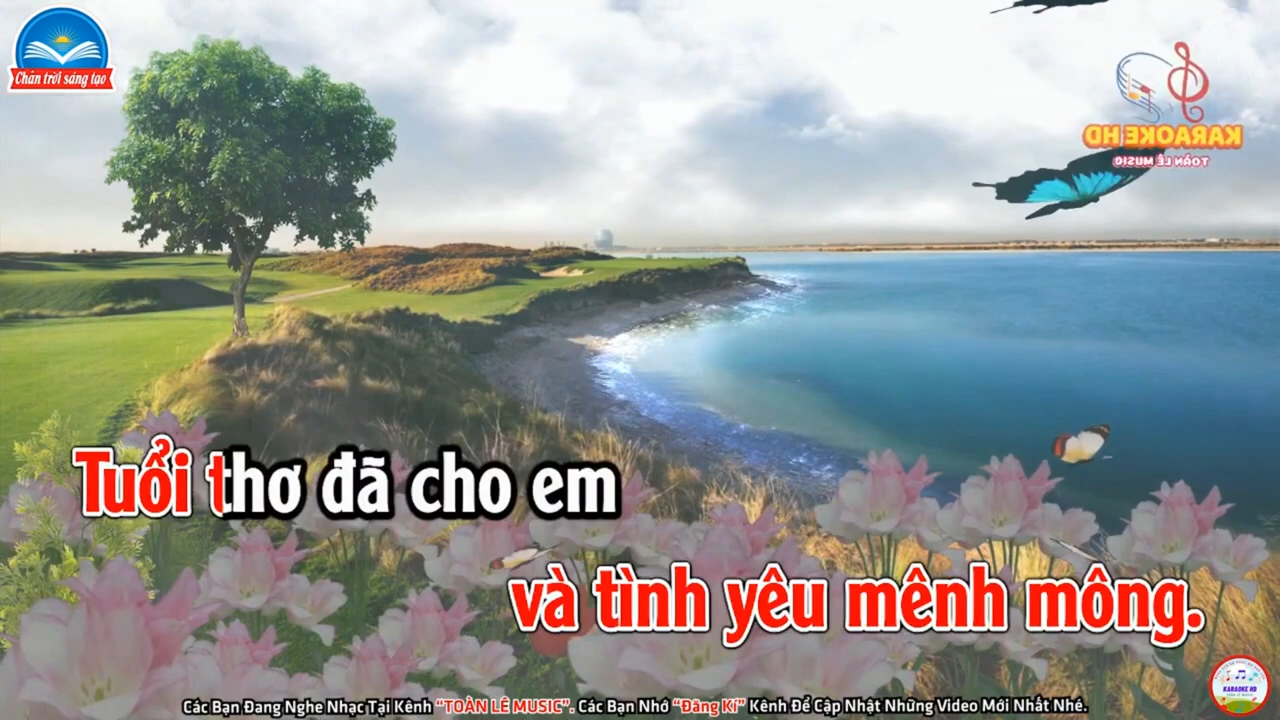 Chân trời sáng tạo
KARAOKE HD
TOÀN LÊ MUSIC
Tuổi thơ đã cho em
và tình yêu mênh mông.
Các Bạn Đang Nghe Nhạc Tại Kênh “TOÀN LÊ MUSIC”. Các Bạn Nhớ “Đăng Kí” Kênh Để Cập Nhật Những Video Mới Nhất Nhé.
KARAOKE HD